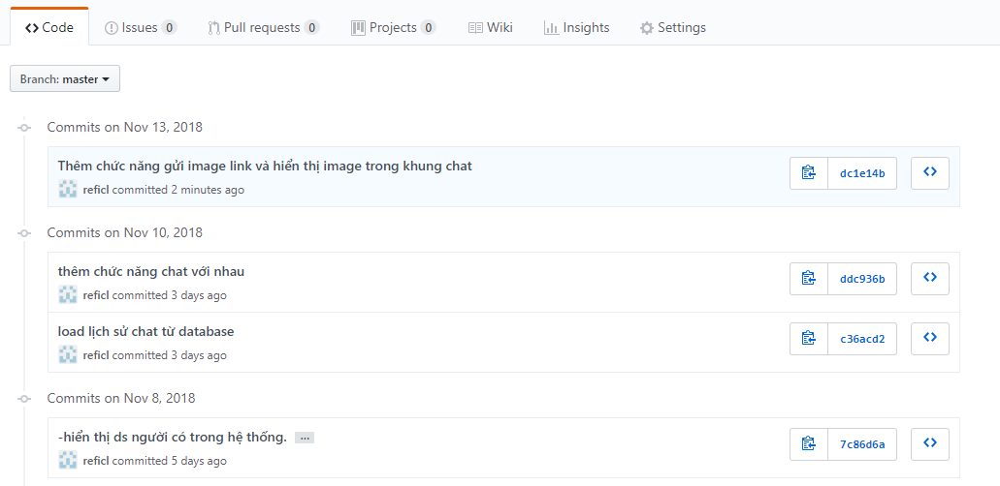 Code Issues 0 Pull requests 0 Projects 0 Wiki Insights Settings
Branch: master
Commits on Nov 13, 2018
Thêm chức năng gửi image link và hiển thị image trong khung chat
dc1e14b
reficl committed 2 minutes ago
Commits on Nov 10, 2018
thêm chức năng chat với nhau
ddc936b
reficl committed 3 days ago
load lịch sử chat từ database
c36acd2
reficl committed 3 days ago
Commits on Nov 8, 2018
-hiển thị ds người có trong hệ thống. ...
7c86d6a
reficl committed 5 days ago